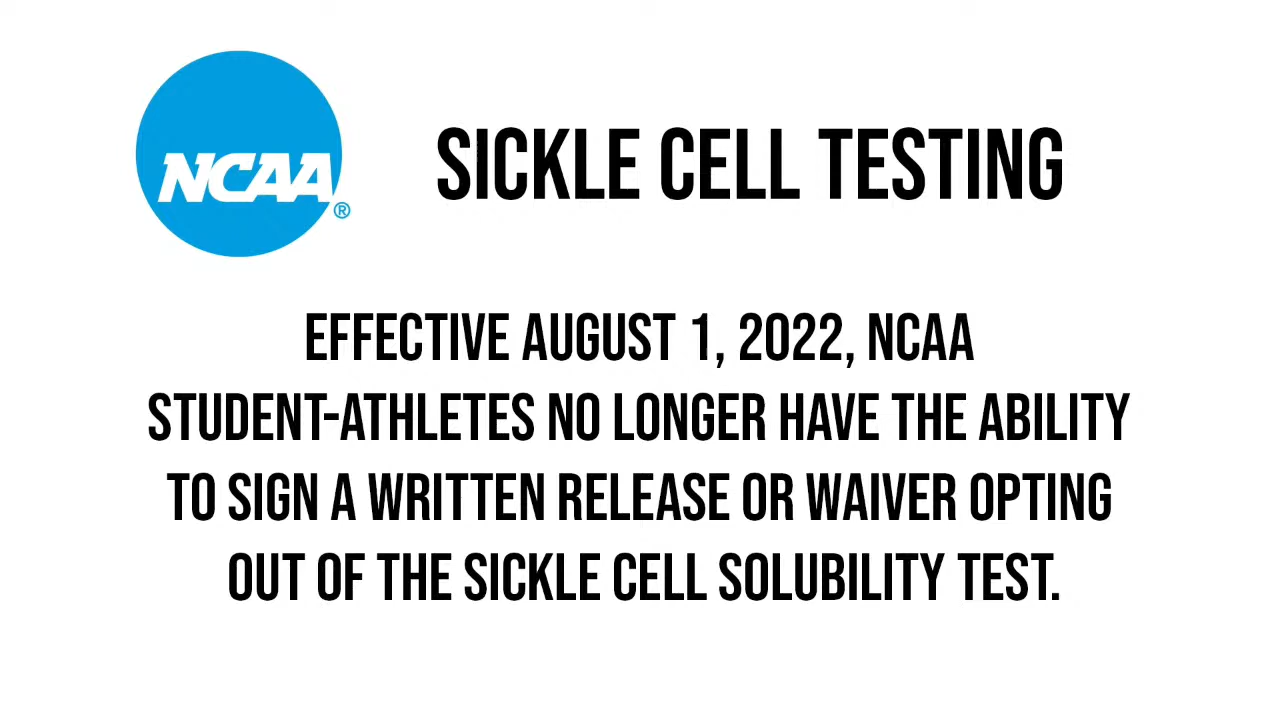 NCAA®
SICKLE CELL TESTING
EFFECTIVE AUGUST 1, 2022, NCAA
STUDENT-ATHLETES NO LONGER HAVE THE ABILITY
TO SIGN A WRITTEN RELEASE OR WAIVER OPTING
OUT OF THE SICKLE CELL SOLUBILITY TEST.